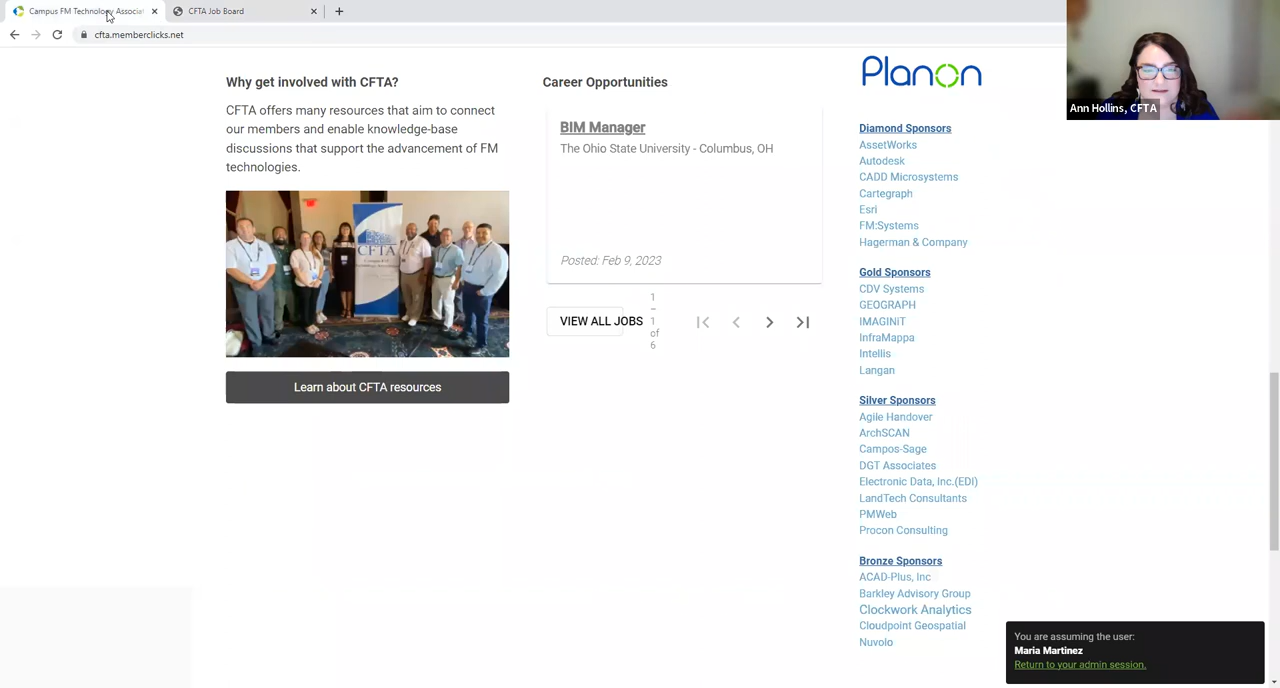 Campus FM Technology Associa
CFTA Job Board
cfta.memberclicks.net
Why get involved with CFTA?
CFTA offers many resources that aim to connect
our members and enable knowledge-base
discussions that support the advancement of FM
technologies.
CFTA
Learn about CFTA resources
Career Opportunities
BIM Manager
The Ohio State University - Columbus, OH
Posted: Feb 9, 2023
VIEW ALL JOBS
1
–
1
of
6
Planon
Diamond Sponsors
AssetWorks
Autodesk
CADD Microsystems
Cartegraph
Esri
FM:Systems
Hagerman & Company
Gold Sponsors
CDV Systems
GEOGRAPH
IMAGINiT
InfraMappa
Intellis
Langan
Silver Sponsors
Agile Handover
ArchSCAN
Campos-Sage
DGT Associates
Electronic Data, Inc.(EDI)
LandTech Consultants
PMWeb
Procon Consulting
Bronze Sponsors
ACAD-Plus, Inc
Barkley Advisory Group
Clockwork Analytics
Cloudpoint Geospatial
Nuvolo
Ann Hollins, CFTA
You are assuming the user:
Maria Martinez
Return to your admin session.